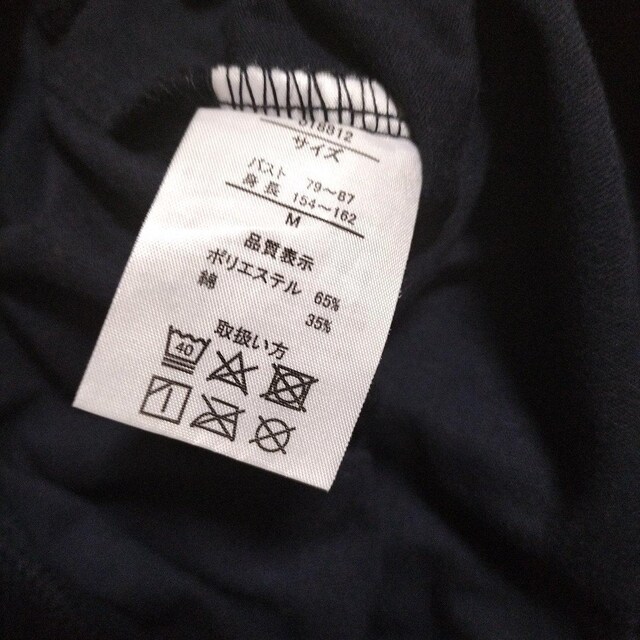 318812
サイズ
バスト 79～87
身長 154～162
M
品質表示
ポリエステル 65%
綿 35%
取扱い方
40